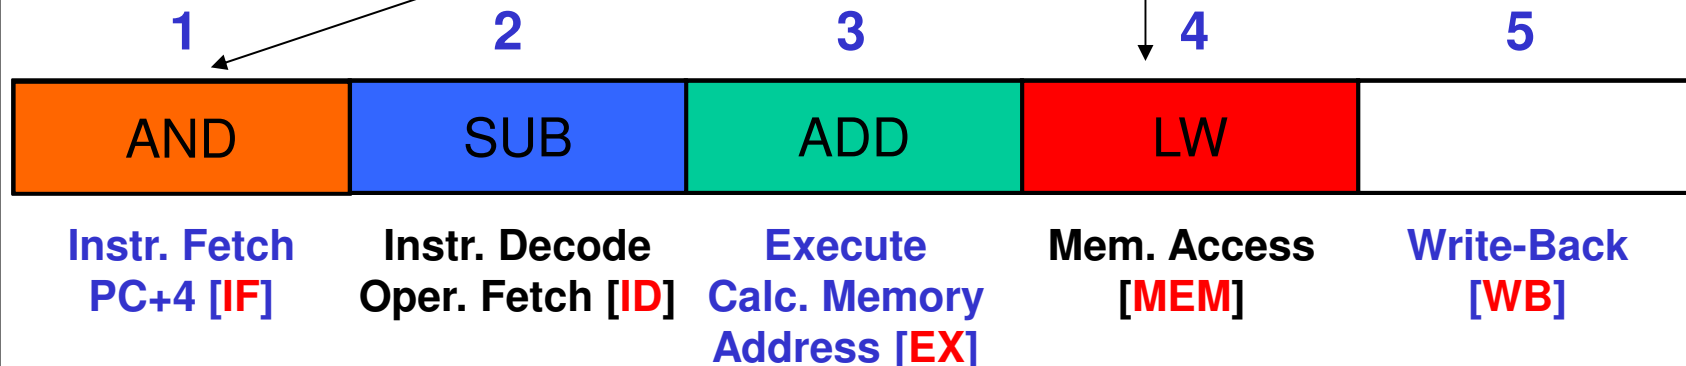 1 2 3 4 5
AND SUB ADD LW
Instr. Fetch Instr. Decode Execute Mem. Access Write-Back
PC+4 [IF] Oper. Fetch [ID] Calc. Memory [MEM] [WB]
Address [EX]